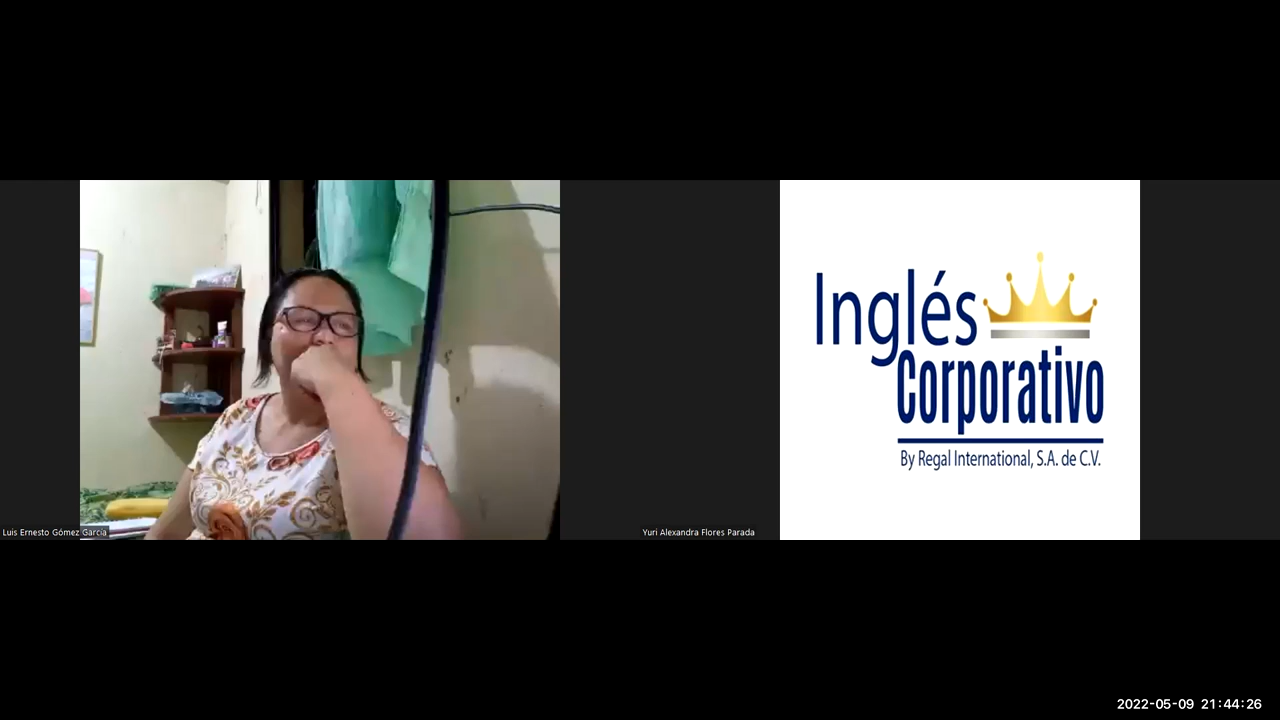 Inglés
Corporativo
By Regal International, S.A. de C.V.
Luis Ernesto Gómez García
Yuri Alexandra Flores Parada
2022-05-09 21:44:26